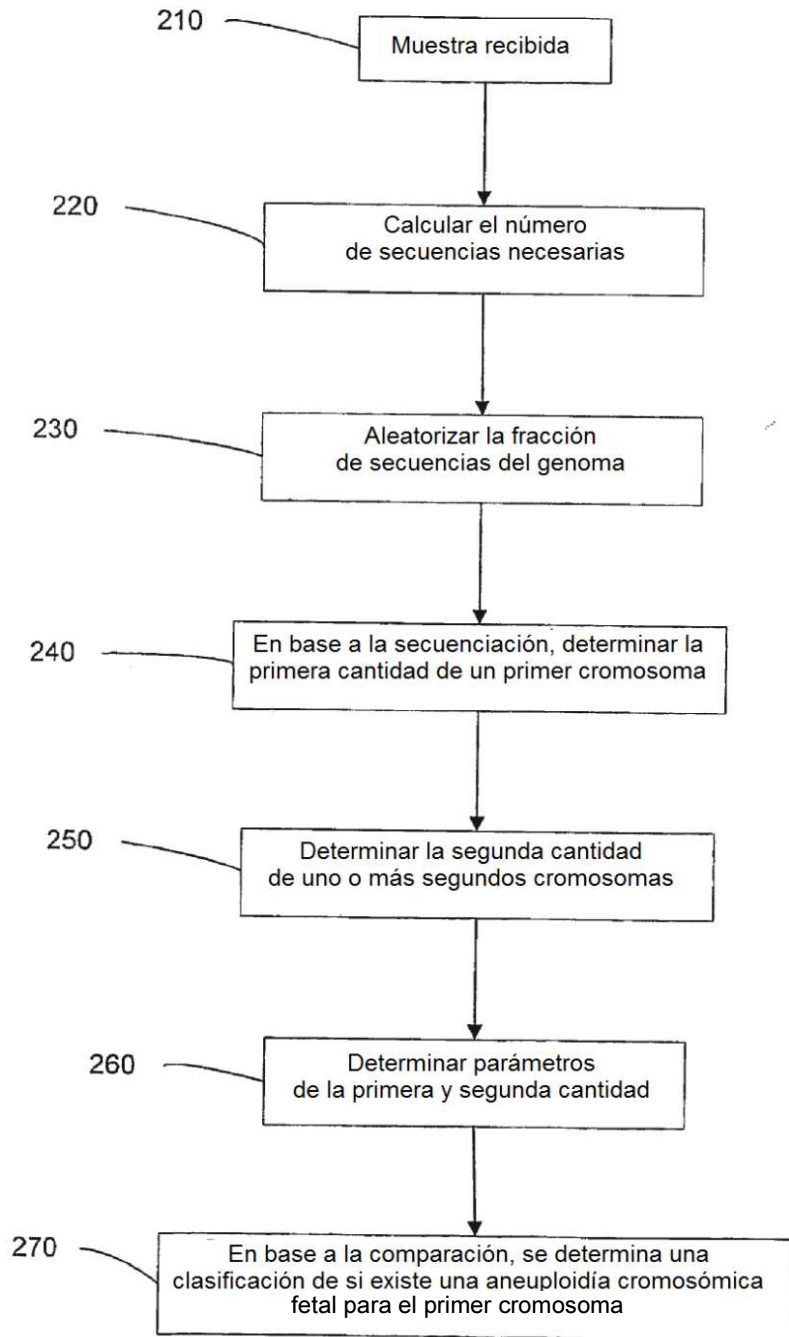 210
Muestra recibida
220
Calcular el número
de secuencias necesarias
230
Aleatorizar la fracción
de secuencias del genoma
240
En base a la secuenciación, determinar la
primera cantidad de un primer cromosoma
250
Determinar la segunda cantidad
de uno o más segundos cromosomas
260
Determinar parámetros
de la primera y segunda cantidad
270
En base a la comparación, se determina una
clasificación de si existe una aneuploidía cromosómica
fetal para el primer cromosoma